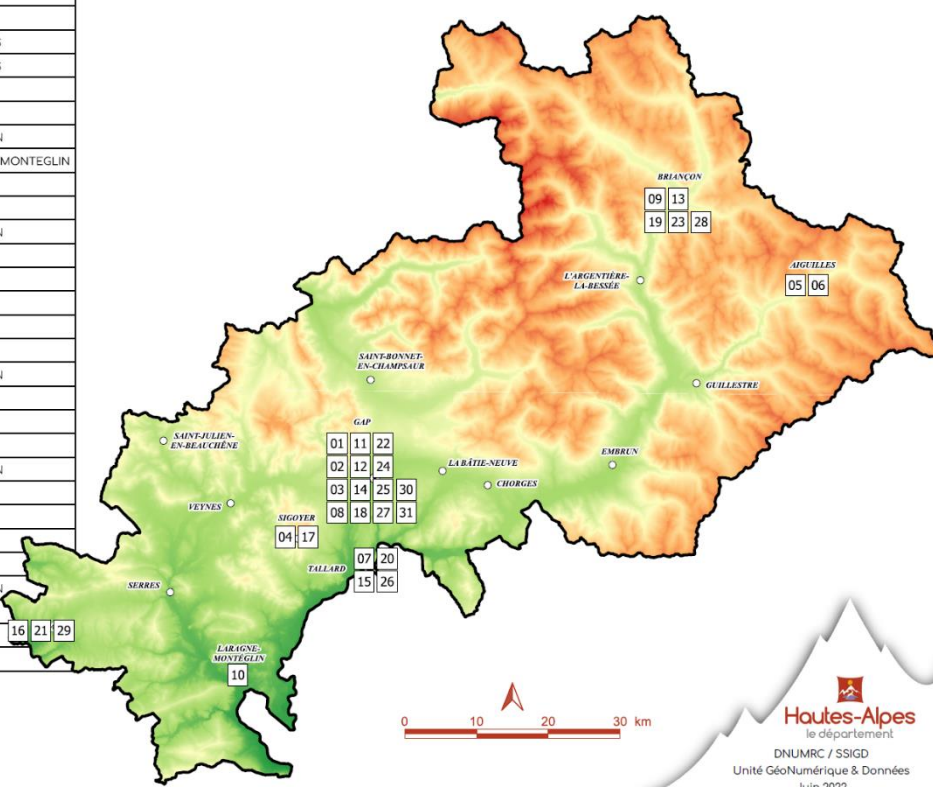 MONTEGLIN
BRIANÇON
09 13
19 23 28
AIGUILLES
05 06
L'ARGENTIÈRE-
LA-BESSÉE
SAINT-BONNET-
EN-CHAMPSAUR
GUILLESTRE
GAP
01 11 22
02 12 24
03 14 25 30
08 18 27 31
SAINT-JULIEN-
EN-BEAUCHÊNE
LA BÂTIE-NEUVE
EMBRUN
CHORGES
VEYNES
SIGOYER
04 17
TALLARD
07 20
15 26
SERRES
16 21 29
LARAGNE-
MONTÉGLIN
10
0 10 20 30 km
Hautes-Alpes
le département
DNUMRC / SSIGD
Unité GéoNumérique & Données
Juin 2022